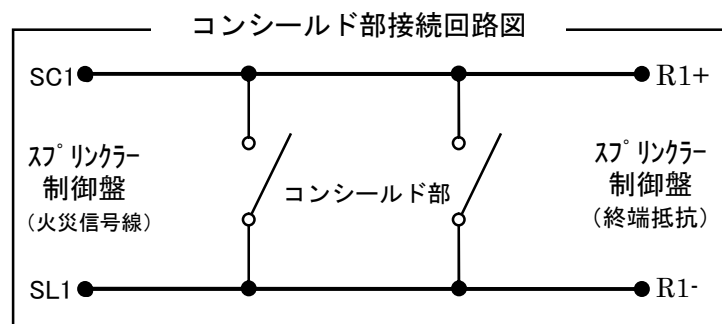 コンシールド部接続回路図
SC1
R1+
スプリンクラー
制御盤
(火災信号線)
コンシールド部
スプリンクラー
制御盤
(終端抵抗)
SL1
R1-